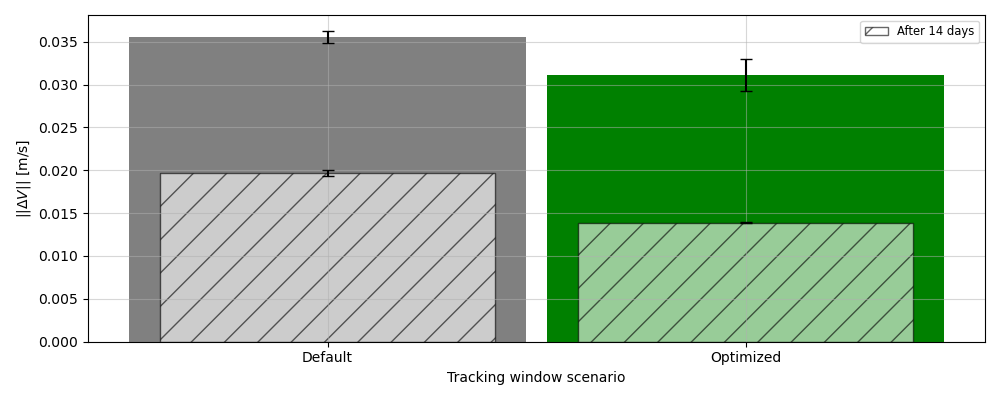 After 14 days
0.035
0.030
0.025
0.020
0.015
0.010
0.005
0.000
||ΔV|| [m/s]
Default
Optimized
Tracking window scenario